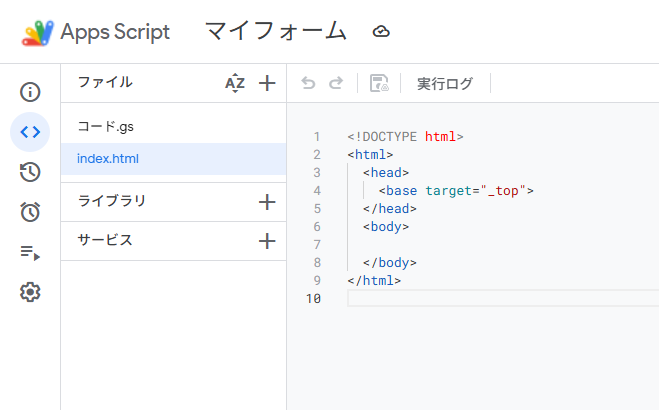 Apps Script マイフォーム
ファイル
実行ログ
コード.gs
index.html
ライブラリ
サービス
1 <!DOCTYPE html>
2 <html>
3 <head>
4 <base target="_top">
5 </head>
6 <body>
7
8 </body>
9 </html>
10